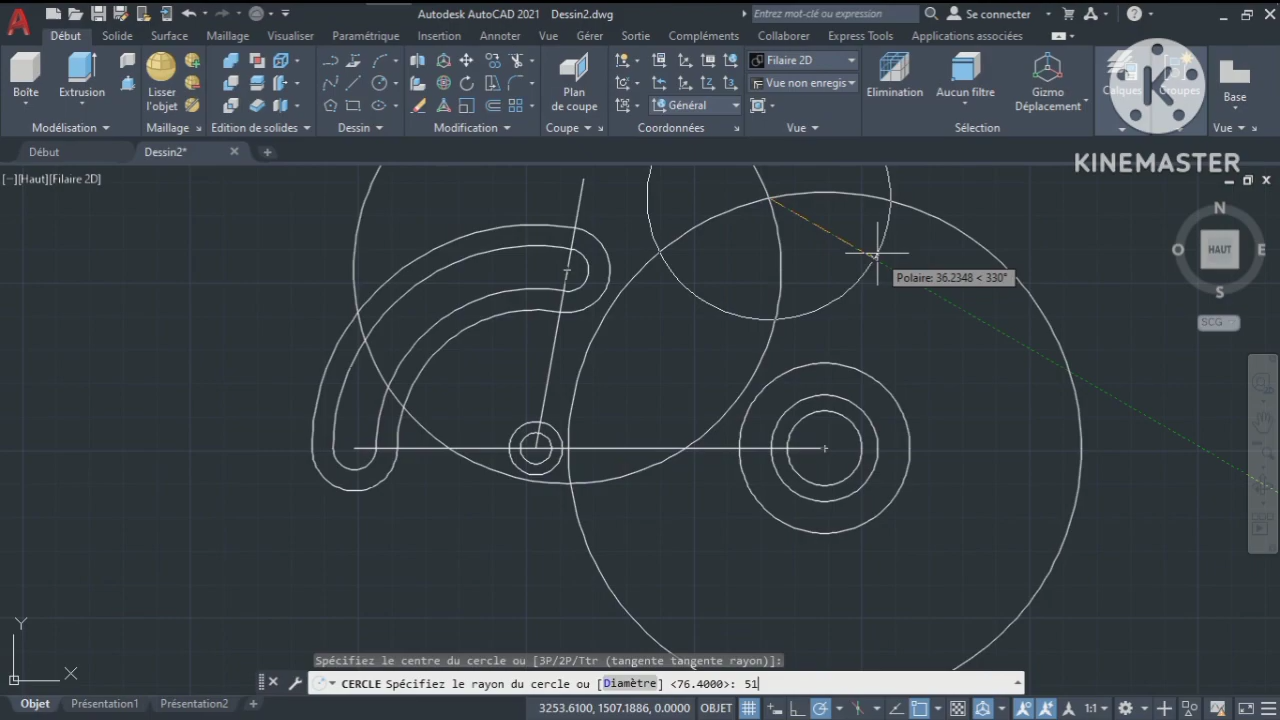 Autodesk AutoCAD 2021 Dessin2.dwg
Entrez mot-clé ou expression
Se connecter
Début Solide Surface Maillage Visualiser Paramétrique Insertion Annoter Vue Gérer Sortie Compléments Collaborer Express Tools Applications associées
Boîte
Extrusion
Lisser
l'objet
Plan
de coupe
Filaire 2D
Vue non enregis
Général
Elimination
Aucun filtre
Gizmo
Déplacement
Calques
Groupes
Base
Modélisation Maillage Edition de solides Dessin Modification Coupe Coordonnées Vue Sélection Vue
K
KINEMASTER
Début
Dessin2*
[−][Haut][Filaire 2D]
N
O HAUT E
S
SCG
Polaire: 36.2348 < 330°
Y
X
Spécifiez le centre du cercle ou [3P/2P/Ttr (tangente tangente rayon)]:
CERCLE Spécifiez le rayon du cercle ou [Diamètre] <76.4000>: 51
Objet Présentation1 Présentation2
3253.6100, 1507.1886, 0.0000 OBJET
1:1